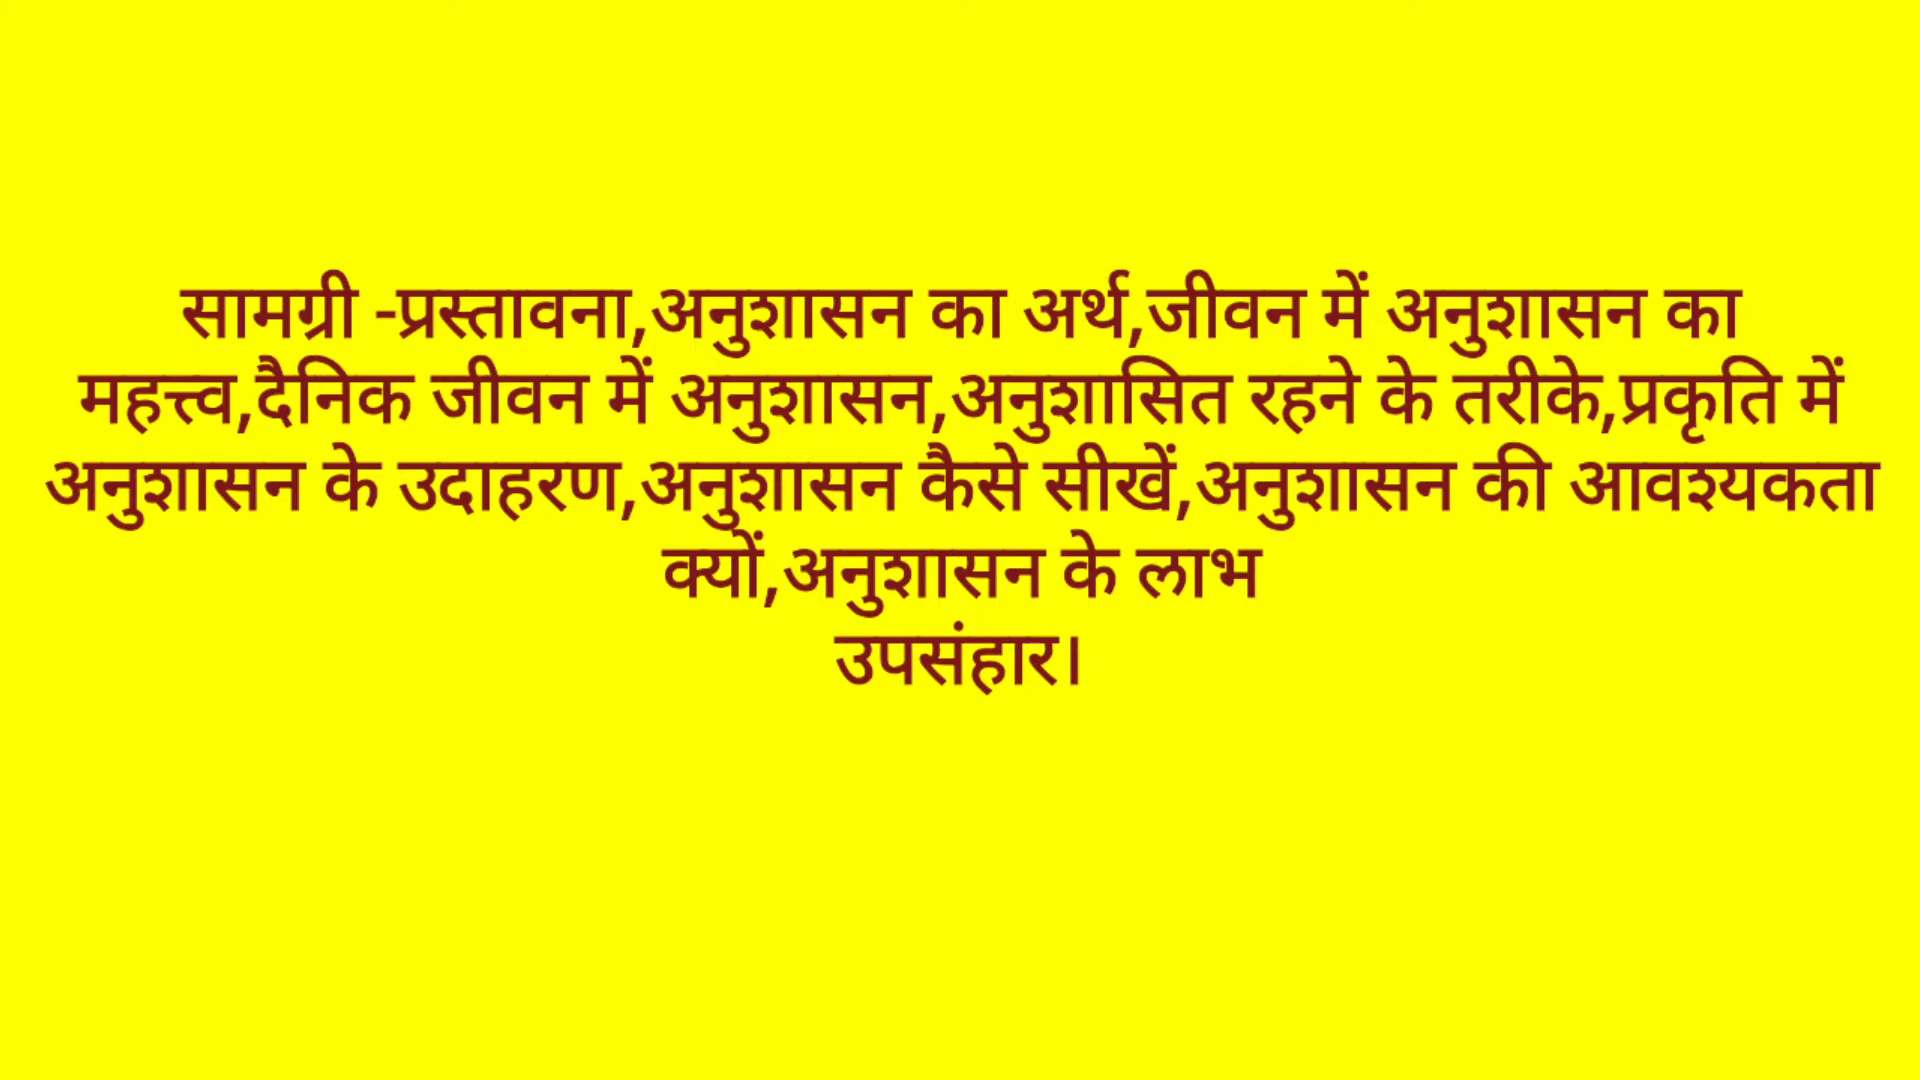 सामग्री -प्रस्तावना,अनुशासन का अर्थ,जीवन में अनुशासन का
महत्त्व,दैनिक जीवन में अनुशासन,अनुशासित रहने के तरीके,प्रकृति में
अनुशासन के उदाहरण,अनुशासन कैसे सीखें,अनुशासन की आवश्यकता
क्यों,अनुशासन के लाभ
उपसंहार।